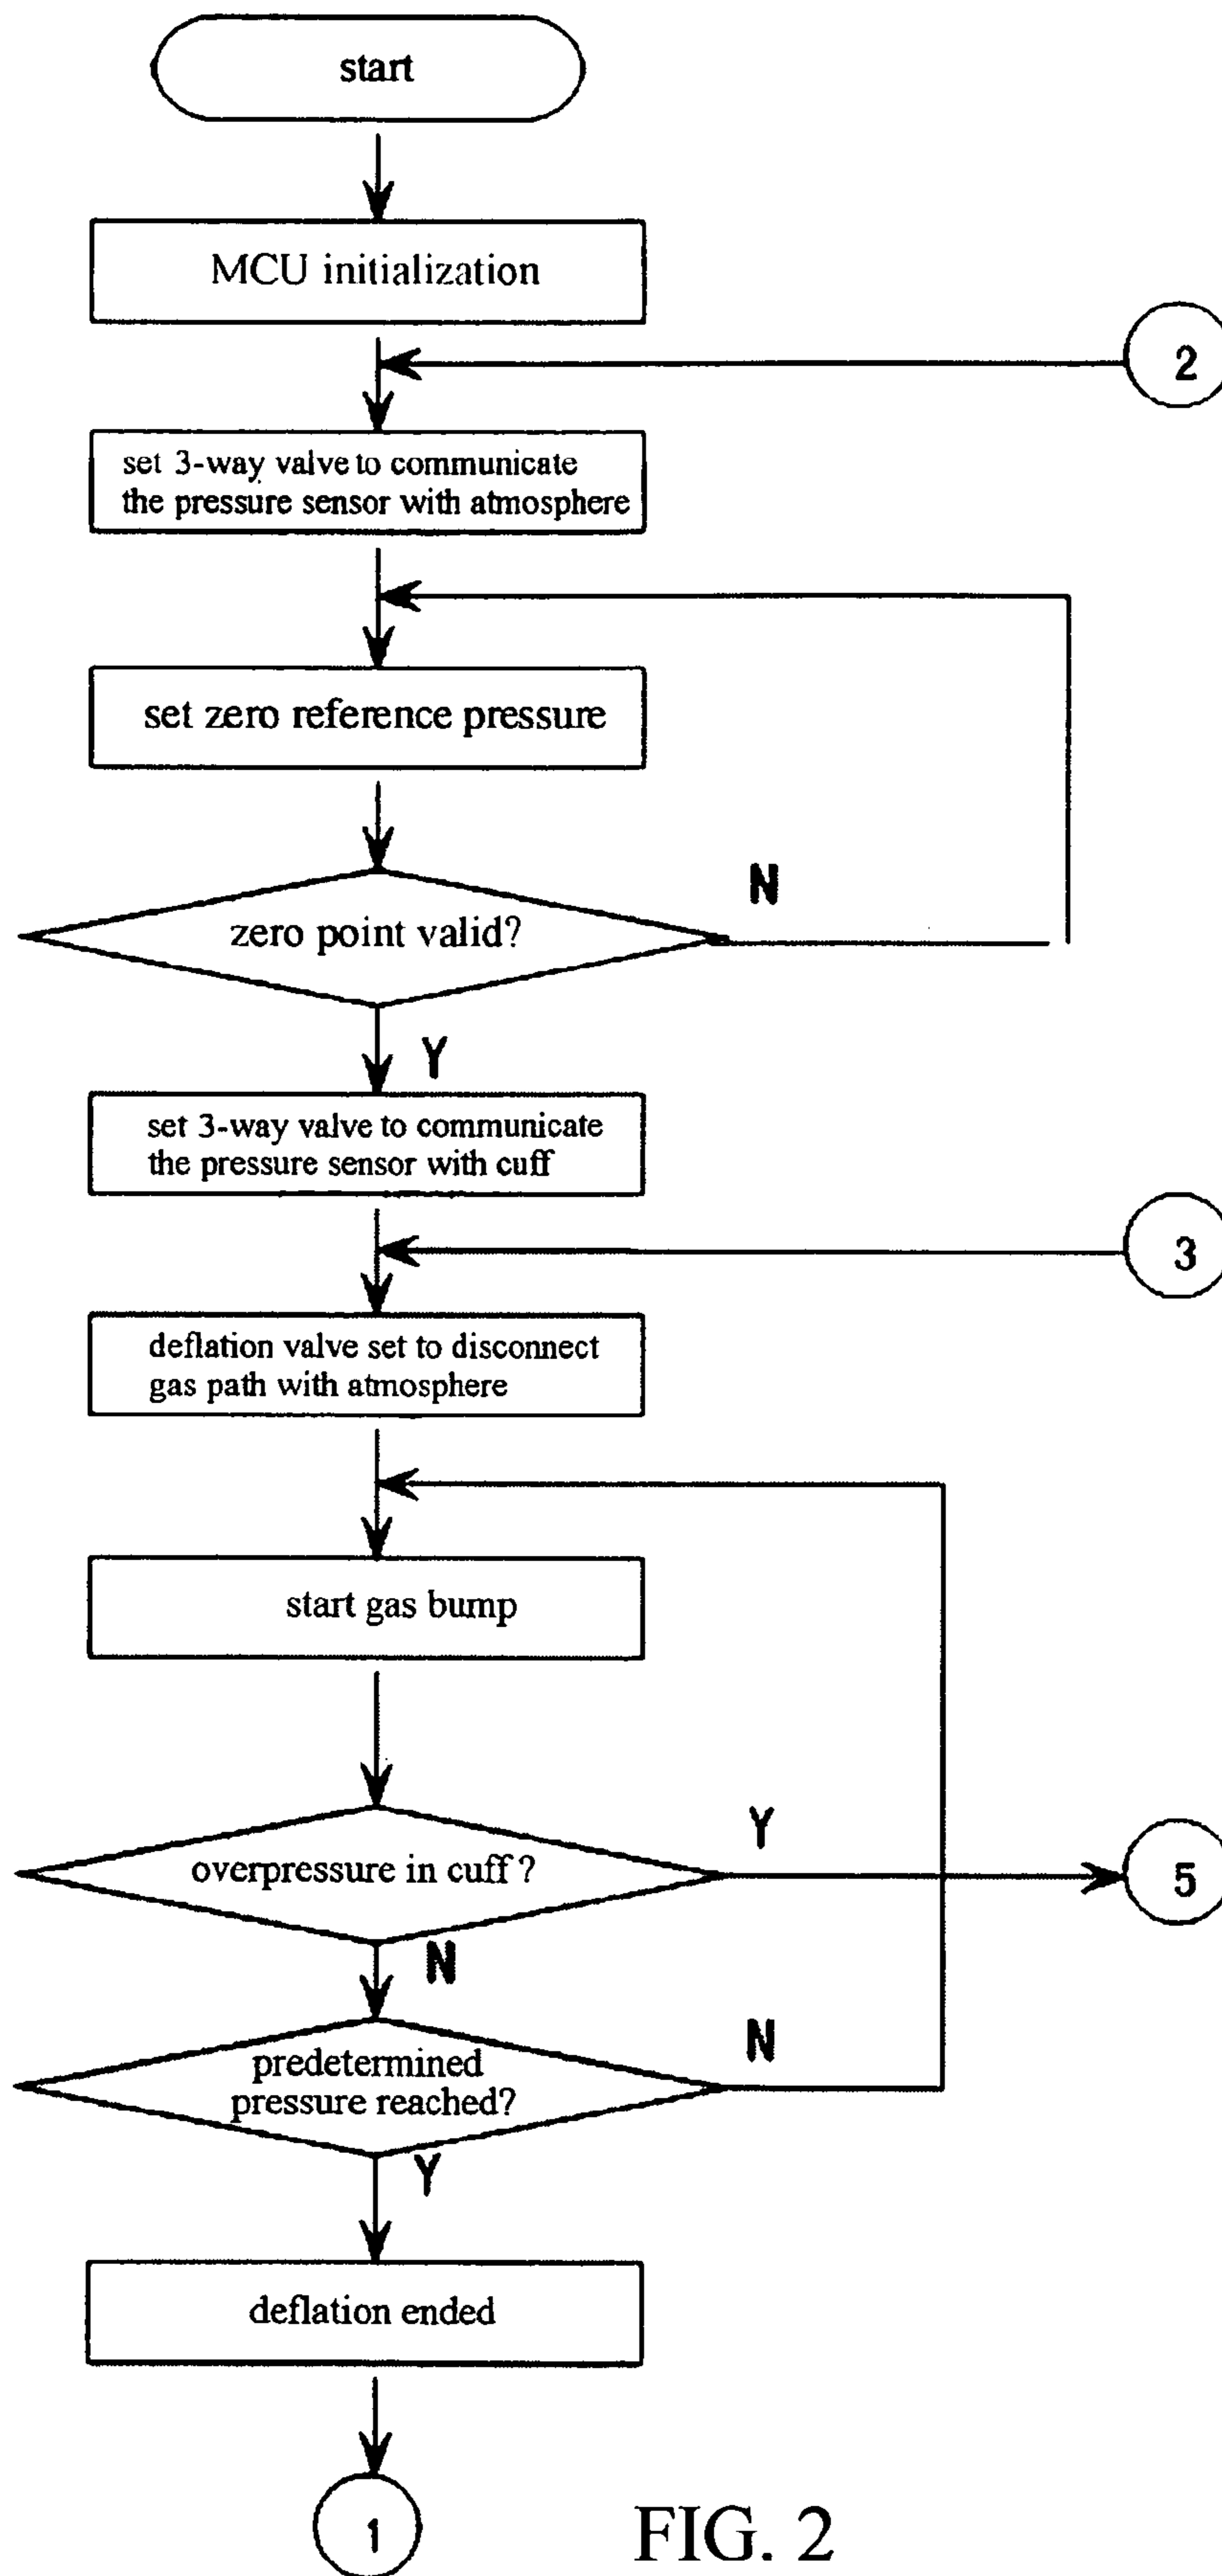 start
MCU initialization
2
set 3-way valve to communicate
the pressure sensor with atmosphere
set zero reference pressure
N
zero point valid?
Y
set 3-way valve to communicate
the pressure sensor with cuff
3
deflation valve set to disconnect
gas path with atmosphere
start gas bump
Y
overpressure in cuff ?
5
N
N
predetermined
pressure reached?
Y
deflation ended
1
FIG. 2